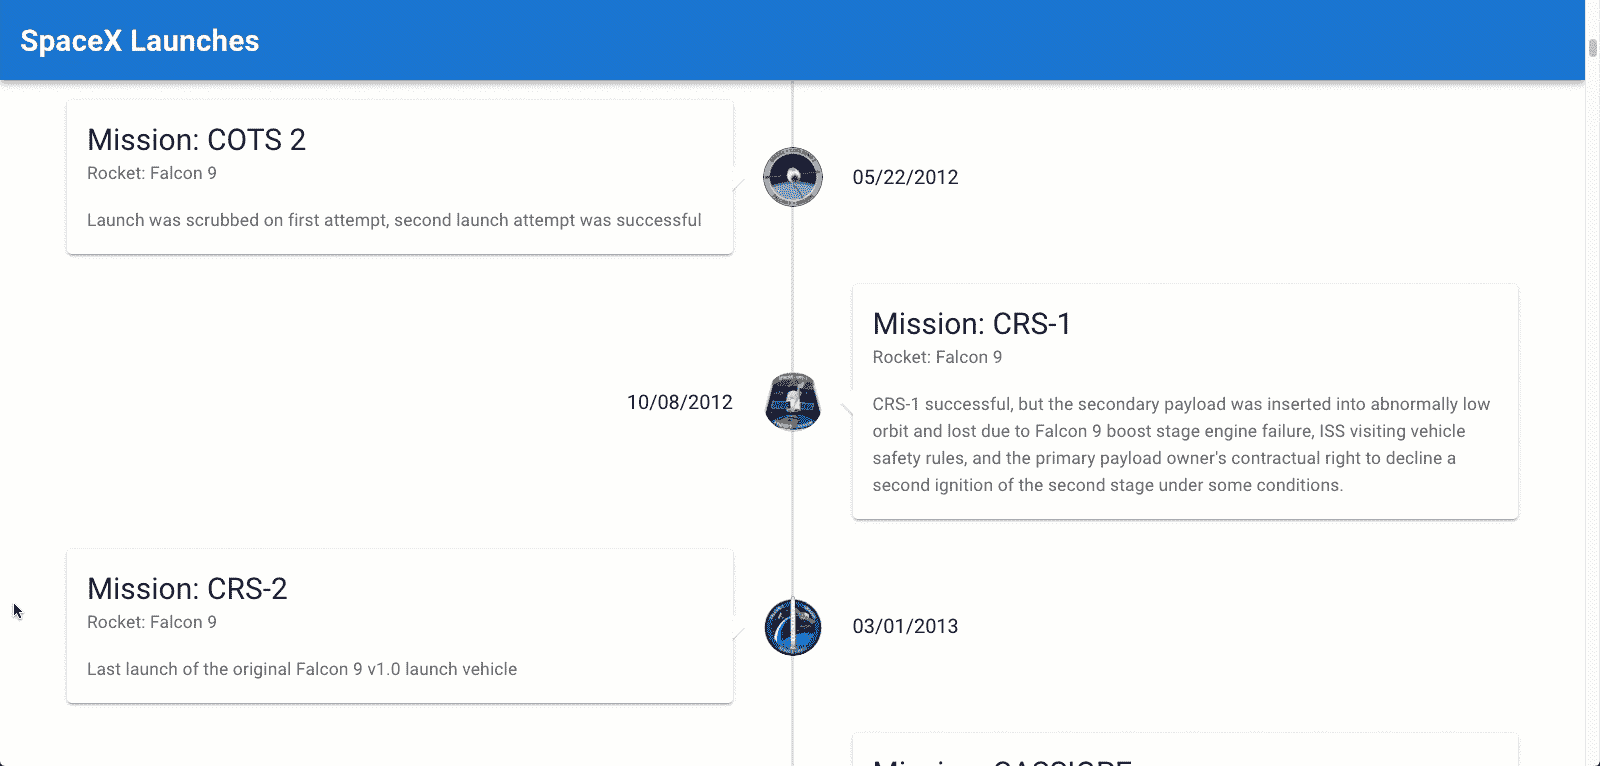 SpaceX Launches
Mission: COTS 2
Rocket: Falcon 9
Launch was scrubbed on first attempt, second launch attempt was successful
05/22/2012
Mission: CRS-1
Rocket: Falcon 9
10/08/2012
CRS-1 successful, but the secondary payload was inserted into abnormally low
orbit and lost due to Falcon 9 boost stage engine failure, ISS visiting vehicle
safety rules, and the primary payload owner's contractual right to decline a
second ignition of the second stage under some conditions.
Mission: CRS-2
Rocket: Falcon 9
03/01/2013
Last launch of the original Falcon 9 v1.0 launch vehicle